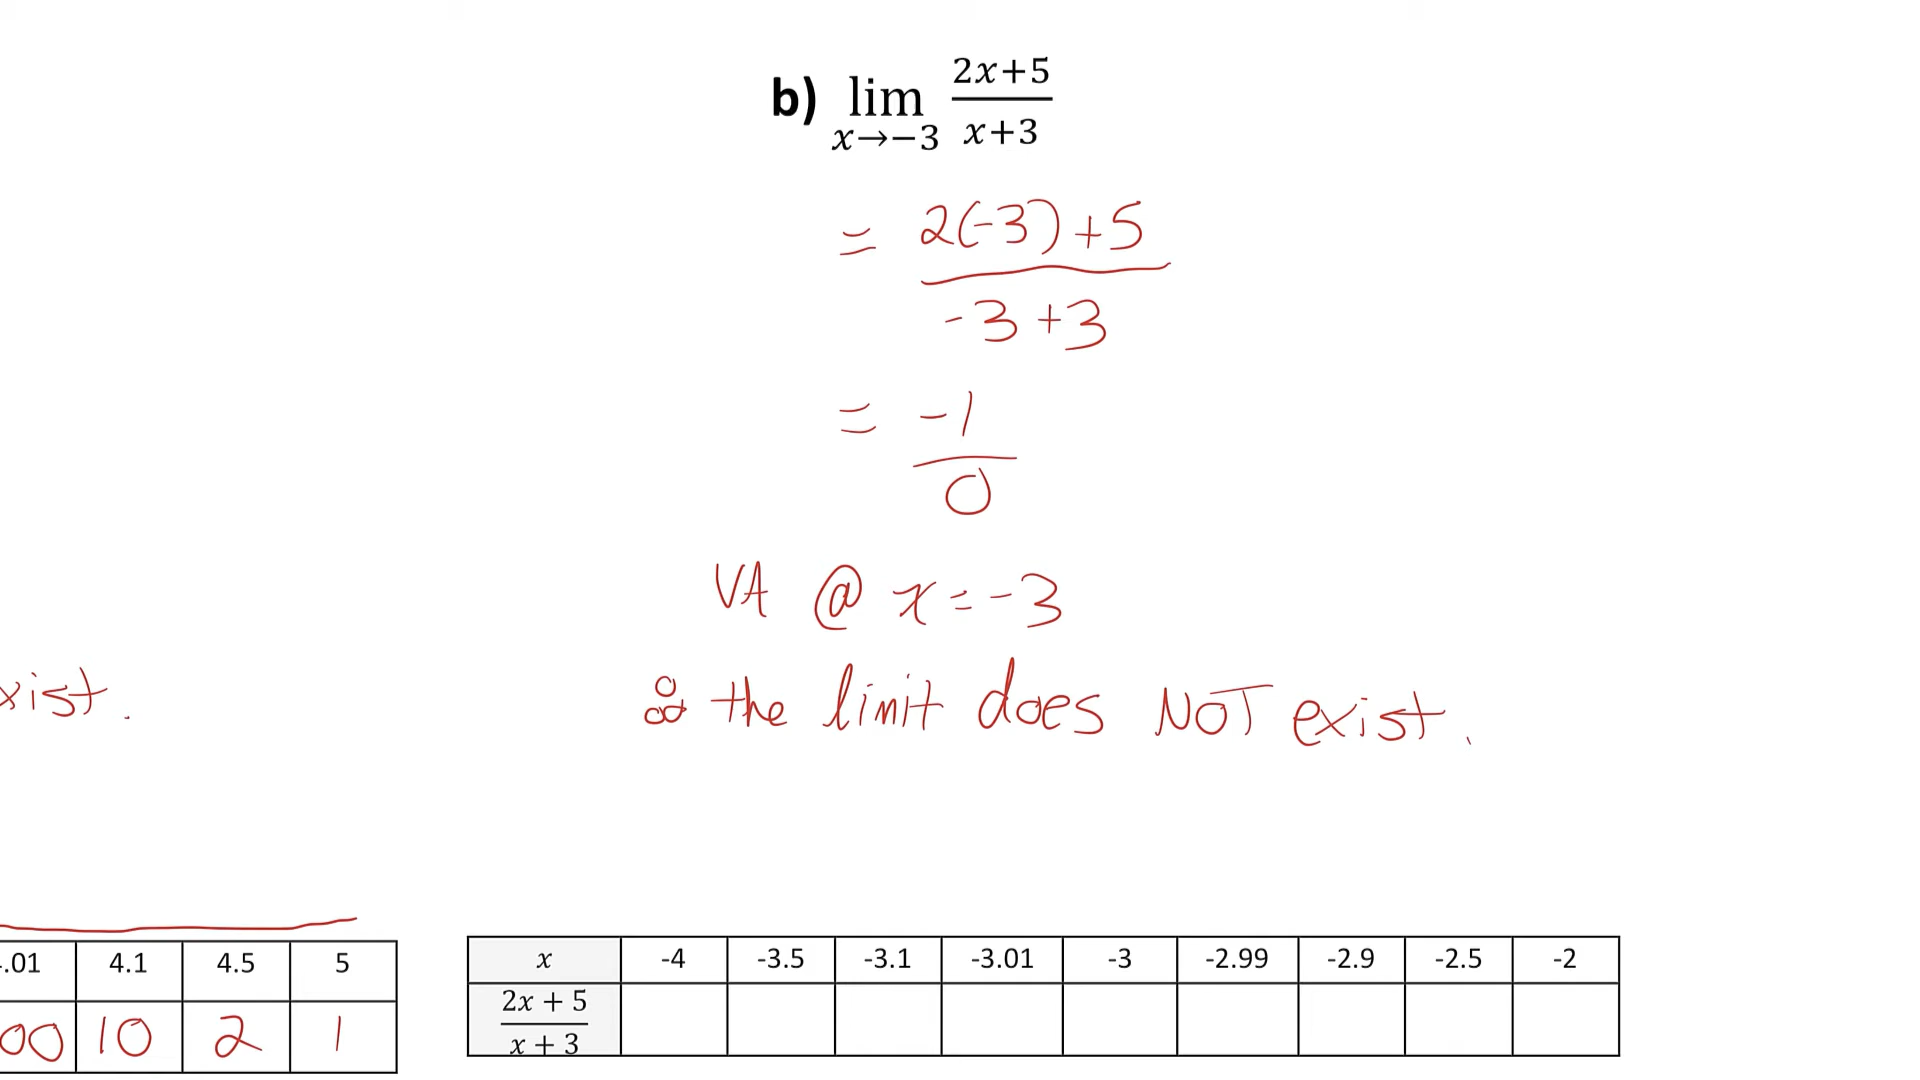 b) lim 2x+5
x→-3 x+3
= 2(-3)+5
-3+3
= -1
0
VA @ x=-3
xist.
∴ the limit does NOT exist.
.01 4.1 4.5 5
00 10 2 1
x -4 -3.5 -3.1 -3.01 -3 -2.99 -2.9 -2.5 -2
2x + 5
x + 3